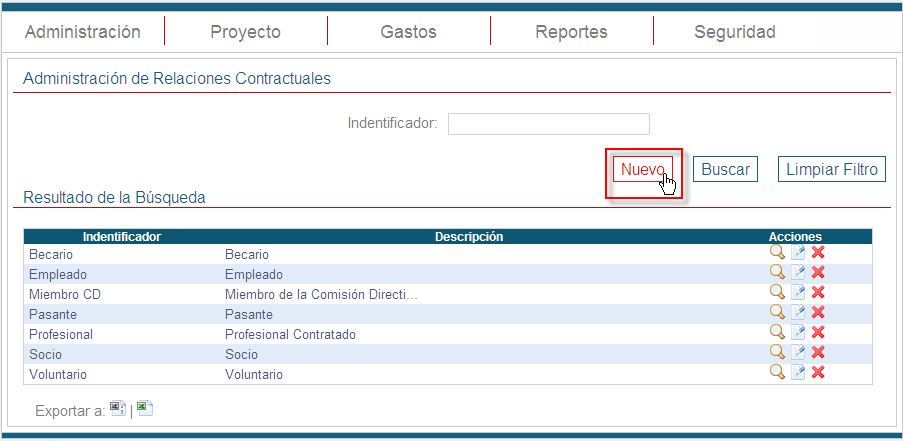 Administración Proyecto Gastos Reportes Seguridad
Administración de Relaciones Contractuales
Indentificador:
Nuevo Buscar Limpiar Filtro
Resultado de la Búsqueda
Indentificador Descripción Acciones
Becario Becario
Empleado Empleado
Miembro CD Miembro de la Comisión Directi...
Pasante Pasante
Profesional Profesional Contratado
Socio Socio
Voluntario Voluntario
Exportar a: |